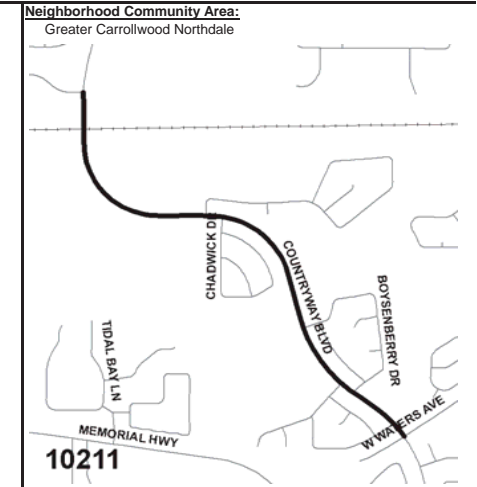 Neighborhood Community Area:
Greater Carrollwood Northdale
CHADWICK DR
COUNTRYWAY BLVD
BOYSENBERRY DR
TIDAL BAY LN
W WATERS AVE
MEMORIAL HWY
10211